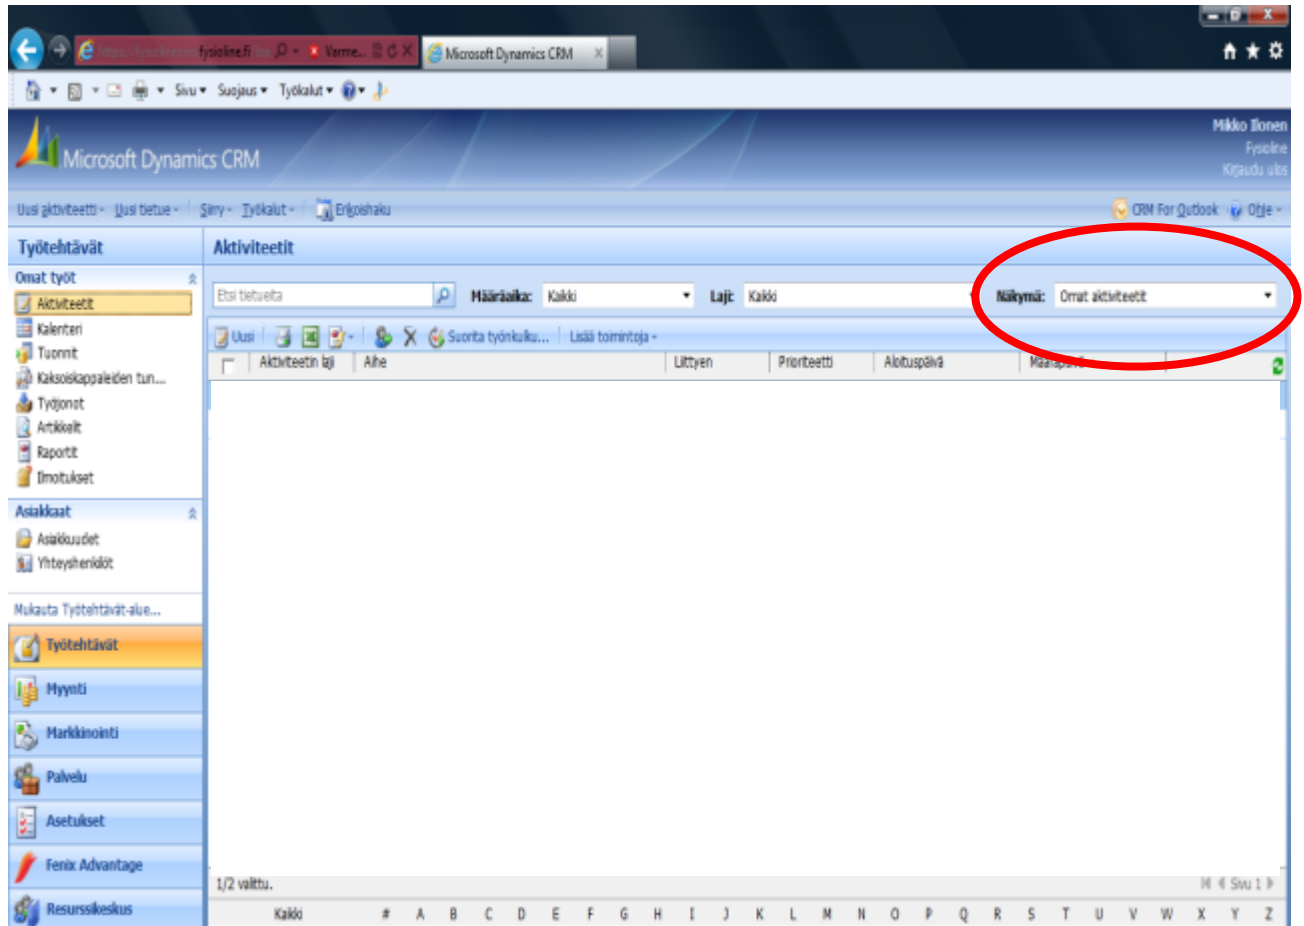 fysioline.fi Varme...
Microsoft Dynamics CRM
Sivu Suojaus Työkalut
Mikko Ilonen
Fysioline
Kirjaudu ulos
Microsoft Dynamics CRM
Uusi aktiviteetti Uusi tietue Siirry Työkalut Erikoishaku CRM For Outlook Ohje
Työtehtävät
Aktiviteetit
Omat työt
Aktiviteetit
Kalenteri
Tuonnit
Kaksoiskappaleiden tun...
Työjonot
Artikkelit
Raportit
Ilmoitukset
Asiakkaat
Asiakkuudet
Yhteyshenkilöt
Mukauta Työtehtävät-alue...
Työtehtävät
Myynti
Markkinointi
Palvelu
Asetukset
Fenix Advantage
Resurssikeskus
Etsi tietueita Määräaika: Kaikki Laji: Kaikki Näkymä: Omat aktiviteetit
Uusi Suorita työnkulku... Lisää toimintoja
Aktiviteetin laji Aihe Liittyen Prioriteetti Aloituspäivä
1/2 valittu. Sivu 1
Kaikki # A B C D E F G H I J K L M N O P Q R S T U V W X Y Z